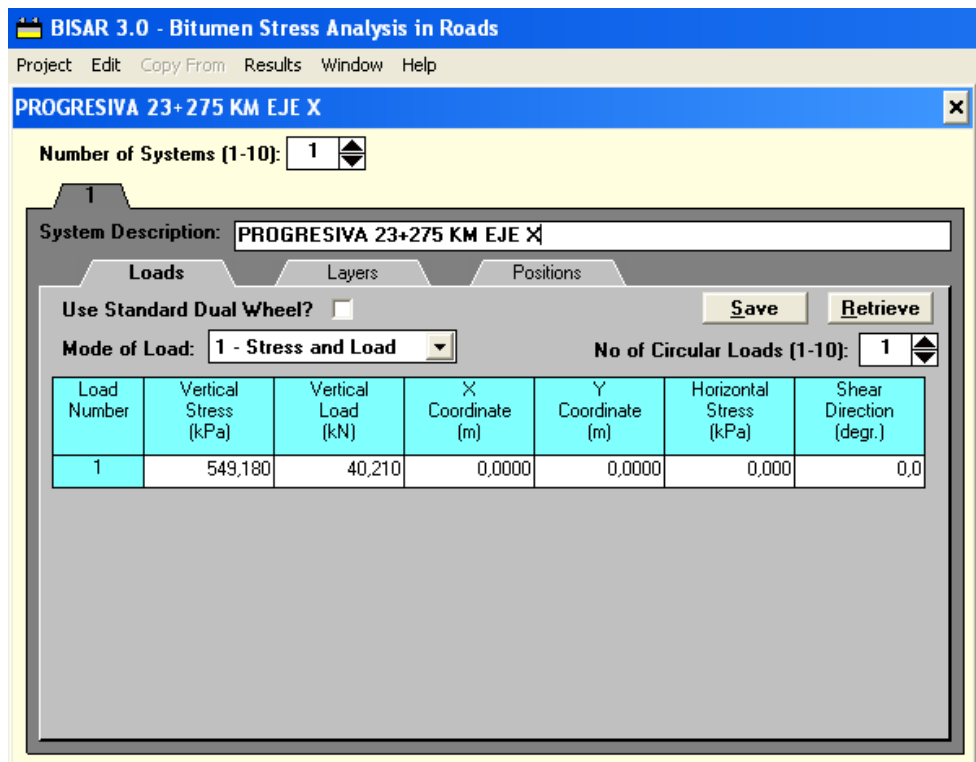 BISAR 3.0 - Bitumen Stress Analysis in Roads
Project Edit Copy From Results Window Help
PROGRESIVA 23+275 KM EJE X
Number of Systems (1-10): 1
1
System Description: PROGRESIVA 23+275 KM EJE X
Loads Layers Positions
Use Standard Dual Wheel? Save Retrieve
Mode of Load: 1 - Stress and Load No of Circular Loads (1-10): 1
Load Vertical Vertical X Y Horizontal Shear
Number Stress Load Coordinate Coordinate Stress Direction
(kPa) (kN) (m) (m) (kPa) (degr.)
1 549,180 40,210 0,0000 0,0000 0,000 0,0